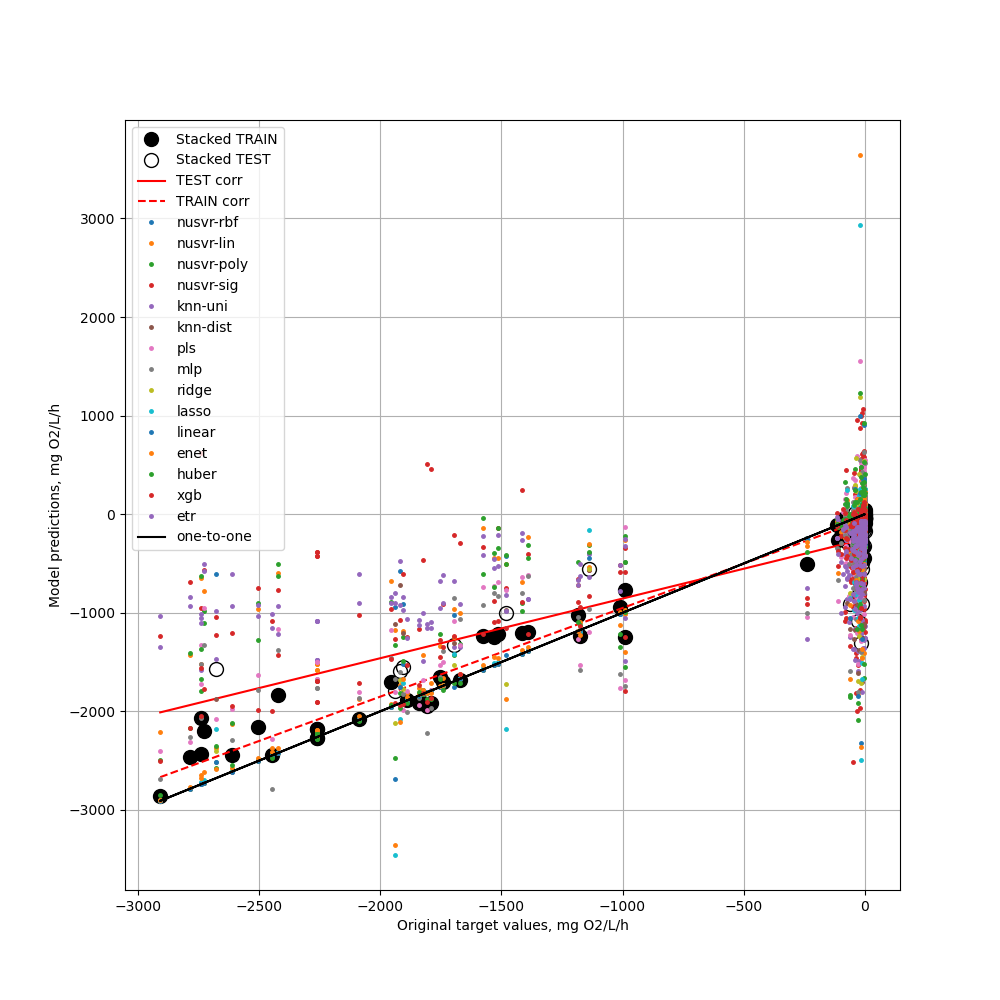 Stacked TRAIN
Stacked TEST
TEST corr
TRAIN corr
nusvr-rbf
nusvr-lin
nusvr-poly
nusvr-sig
knn-uni
knn-dist
pls
mlp
ridge
lasso
linear
enet
huber
xgb
etr
one-to-one
3000
2000
1000
0
−1000
−2000
−3000
Model predictions, mg O2/L/h
−3000 −2500 −2000 −1500 −1000 −500 0
Original target values, mg O2/L/h